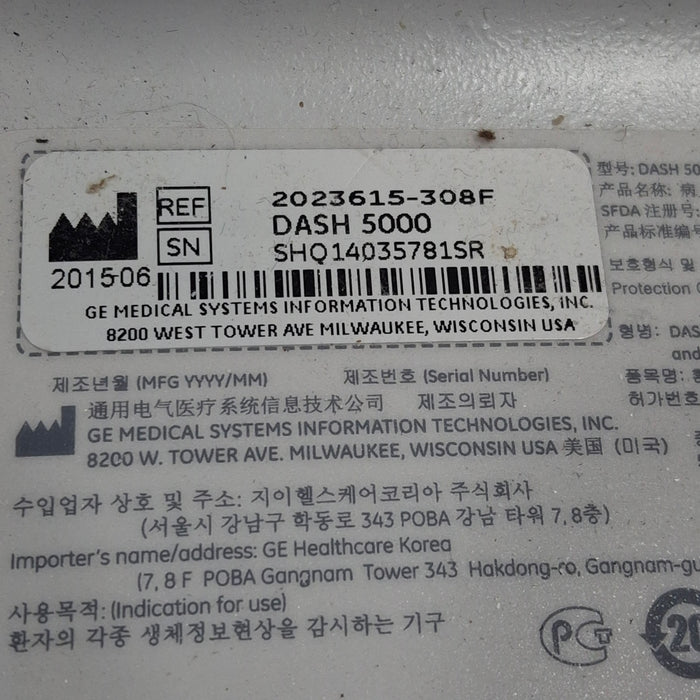 REF 2023615-308F
DASH 5000
SN SHQ14035781SR
2015-06
GE MEDICAL SYSTEMS INFORMATION TECHNOLOGIES, INC.
8200 WEST TOWER AVE MILWAUKEE, WISCONSIN USA
型号: DASH 50
产品名称: 病
SFDA 注册号:
产品标准编号
보호형식 및
Protection
형명: DAS
and
품목명:
허가번호
제조년월 (MFG YYYY/MM) 제조번호 (Serial Number)
通用电气医疗系统信息技术公司 제조의뢰자
GE MEDICAL SYSTEMS INFORMATION TECHNOLOGIES, INC.
8200 W. TOWER AVE. MILWAUKEE, WISCONSIN USA 美国 (미국)
수입업자 상호 및 주소: 지이헬스케어코리아 주식회사
(서울시 강남구 학동로 343 POBA 강남 타워 7, 8층)
Importer's name/address: GE Healthcare Korea
(7, 8 F POBA Gangnam Tower 343 Hakdong-ro, Gangnam-gu
사용목적: (Indication for use)
환자의 각종 생체정보현상을 감시하는 기구
20